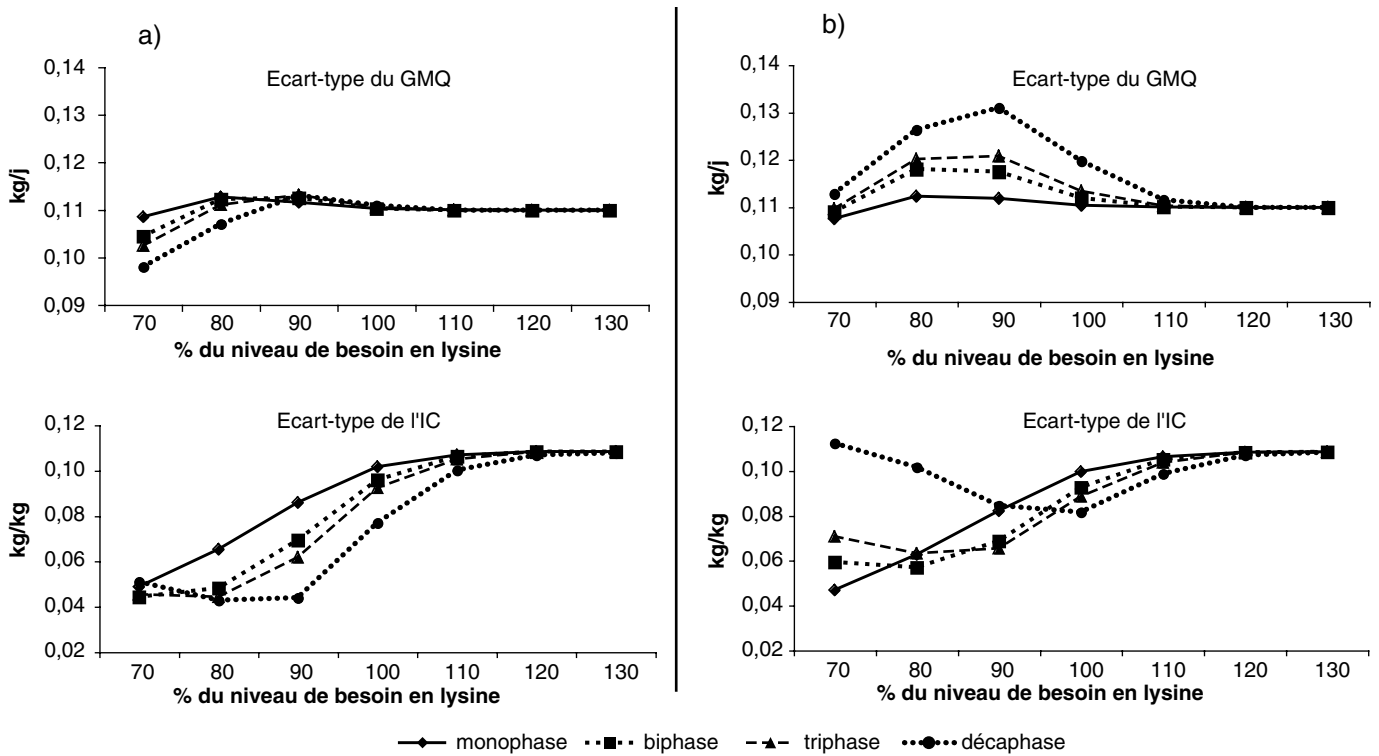 a)
Ecart-type du GMQ
kg/j
0,14
0,13
0,12
0,11
0,10
0,09
70 80 90 100 110 120 130
% du niveau de besoin en lysine
Ecart-type de l'IC
kg/kg
0,12
0,10
0,08
0,06
0,04
0,02
70 80 90 100 110 120 130
% du niveau de besoin en lysine
b)
Ecart-type du GMQ
kg/j
0,14
0,13
0,12
0,11
0,10
0,09
70 80 90 100 110 120 130
% du niveau de besoin en lysine
Ecart-type de l'IC
kg/kg
0,12
0,10
0,08
0,06
0,04
0,02
70 80 90 100 110 120 130
% du niveau de besoin en lysine
monophase biphase triphase décaphase